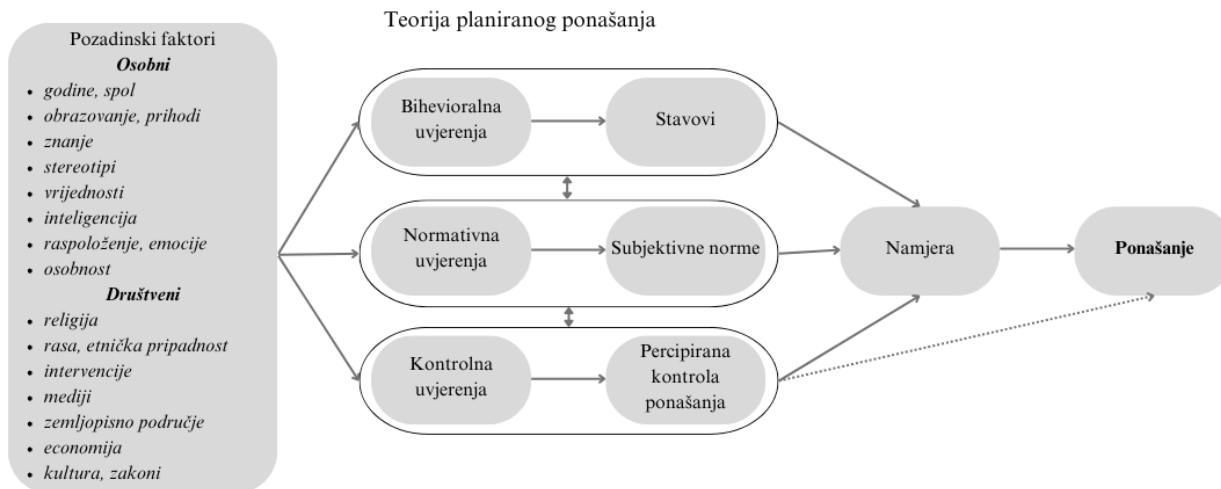 Teorija planiranog ponašanja
Pozadinski faktori
Osobni
• godine, spol
• obrazovanje, prihodi
• znanje
• stereotipi
• vrijednosti
• inteligencija
• raspoloženje, emocije
• osobnost
Društveni
• religija
• rasa, etnička pripadnost
• intervencije
• mediji
• zemljopisno područje
• economija
• kultura, zakoni
Bihevioralna
uvjerenja
Stavovi
Normativna
uvjerenja
Subjektivne norme
Kontrolna
uvjerenja
Percipirana
kontrola
ponašanja
Namjera
Ponašanje